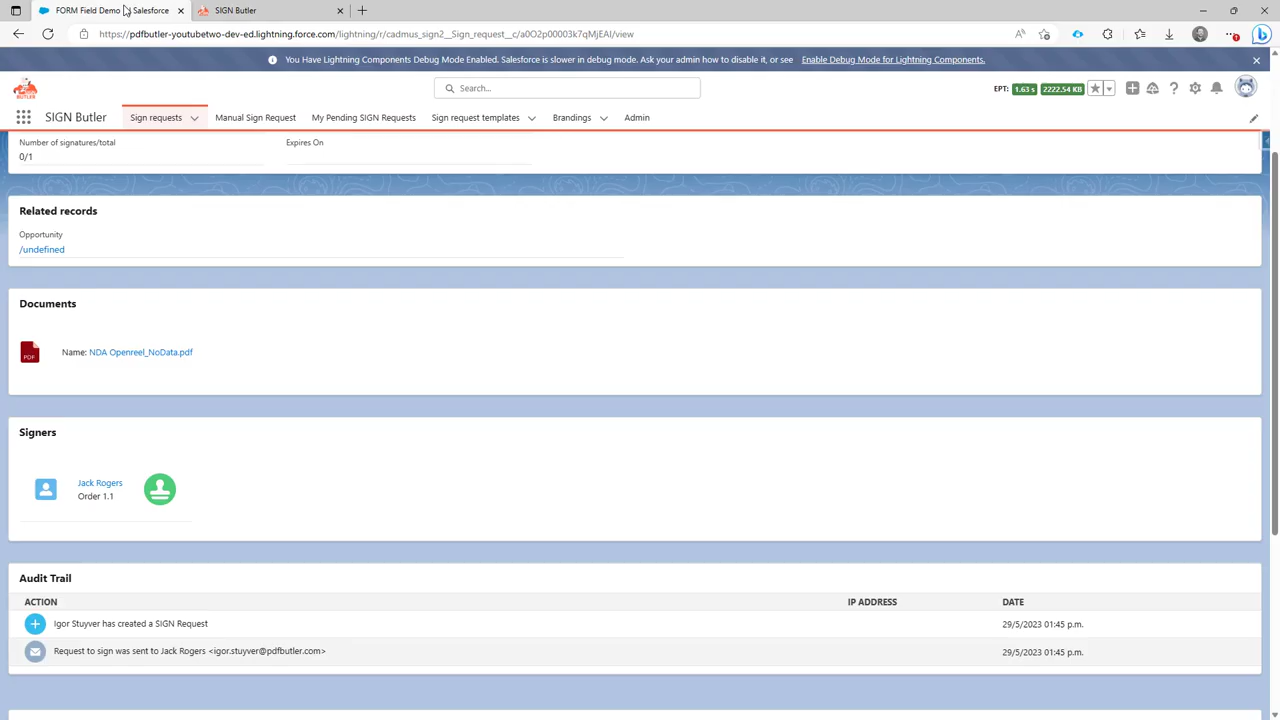 FORM Field Demo | Salesforce
SIGN Butler
https://pdfbutler-youtubetwo-dev-ed.lightning.force.com/lightning/r/cadmus_sign2__Sign_request__c/a0O2p00003k7qMjEAI/view
You Have Lightning Components Debug Mode Enabled. Salesforce is slower in debug mode. Ask your admin how to disable it, or see Enable Debug Mode for Lightning Components.
BUTLER
Search...
EPT: 1.63 s 2222.54 KB
SIGN Butler
Sign requests
Manual Sign Request
My Pending SIGN Requests
Sign request templates
Brandings
Admin
Number of signatures/total
Expires On
0/1
Related records
Opportunity
/undefined
Documents
PDF
Name: NDA Openreel_NoData.pdf
Signers
Jack Rogers
Order 1.1
Audit Trail
ACTION IP ADDRESS DATE
Igor Stuyver has created a SIGN Request 29/5/2023 01:45 p.m.
Request to sign was sent to Jack Rogers <igor.stuyver@pdfbutler.com> 29/5/2023 01:45 p.m.